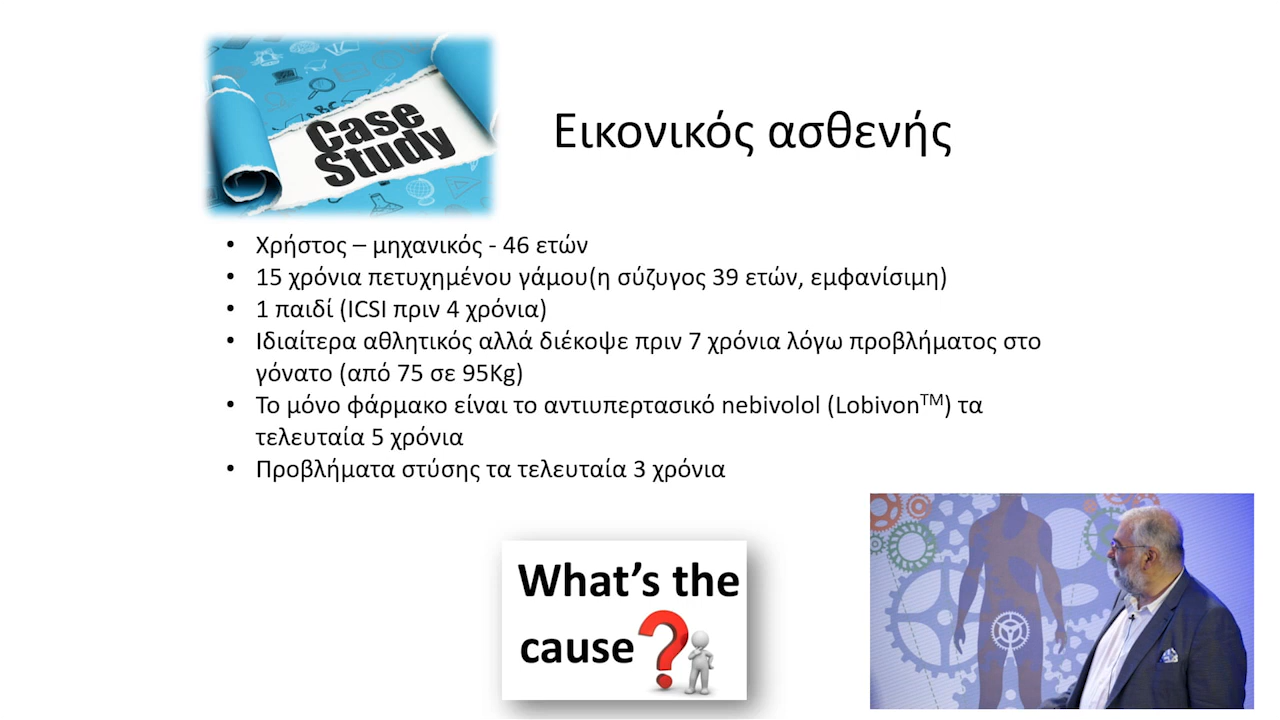 Case
Study
ABC
Εικονικός ασθενής
• Χρήστος – μηχανικός - 46 ετών
• 15 χρόνια πετυχημένου γάμου(η σύζυγος 39 ετών, εμφανίσιμη)
• 1 παιδί (ICSI πριν 4 χρόνια)
• Ιδιαίτερα αθλητικός αλλά διέκοψε πριν 7 χρόνια λόγω προβλήματος στο
γόνατο (από 75 σε 95Kg)
• Το μόνο φάρμακο είναι το αντιυπερτασικό nebivolol (Lobivon™) τα
τελευταία 5 χρόνια
• Προβλήματα στύσης τα τελευταία 3 χρόνια
What's the
cause?